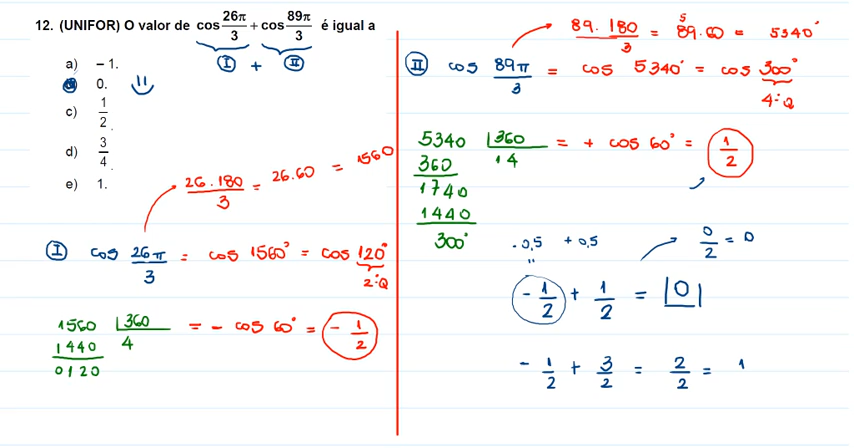 12. (UNIFOR) O valor de cos 26π/3 + cos 89π/3 é igual a
I + II
a) - 1.
b) 0.
c) 1/2.
d) 3/4.
e) 1.
26.180/3 = 26.60 = 1560
I cos 26π/3 = cos 1560° = cos 120°
2:Q
1560 360
1440 4
0120
= - cos 60° = - 1/2
89.180/3 = 89.60 = 5340°
5
II cos 89π/3 = cos 5340° = cos 300°
4:Q
5340 360
360 14
1740
1440
300°
= + cos 60° = 1/2
- 0,5 + 0,5
"
0/2 = 0
- 1/2 + 1/2 = 0
- 1/2 + 3/2 = 2/2 = 1